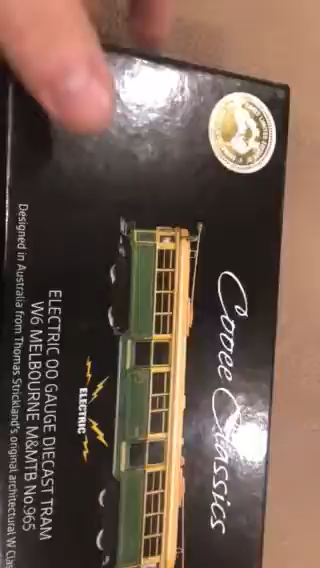 Cooee Classics
ELECTRIC
ELECTRIC OO GAUGE DIECAST TRAM
W6 MELBOURNE M&MTB No.965
Designed in Australia from Thomas Strickland's original architectural W Cla